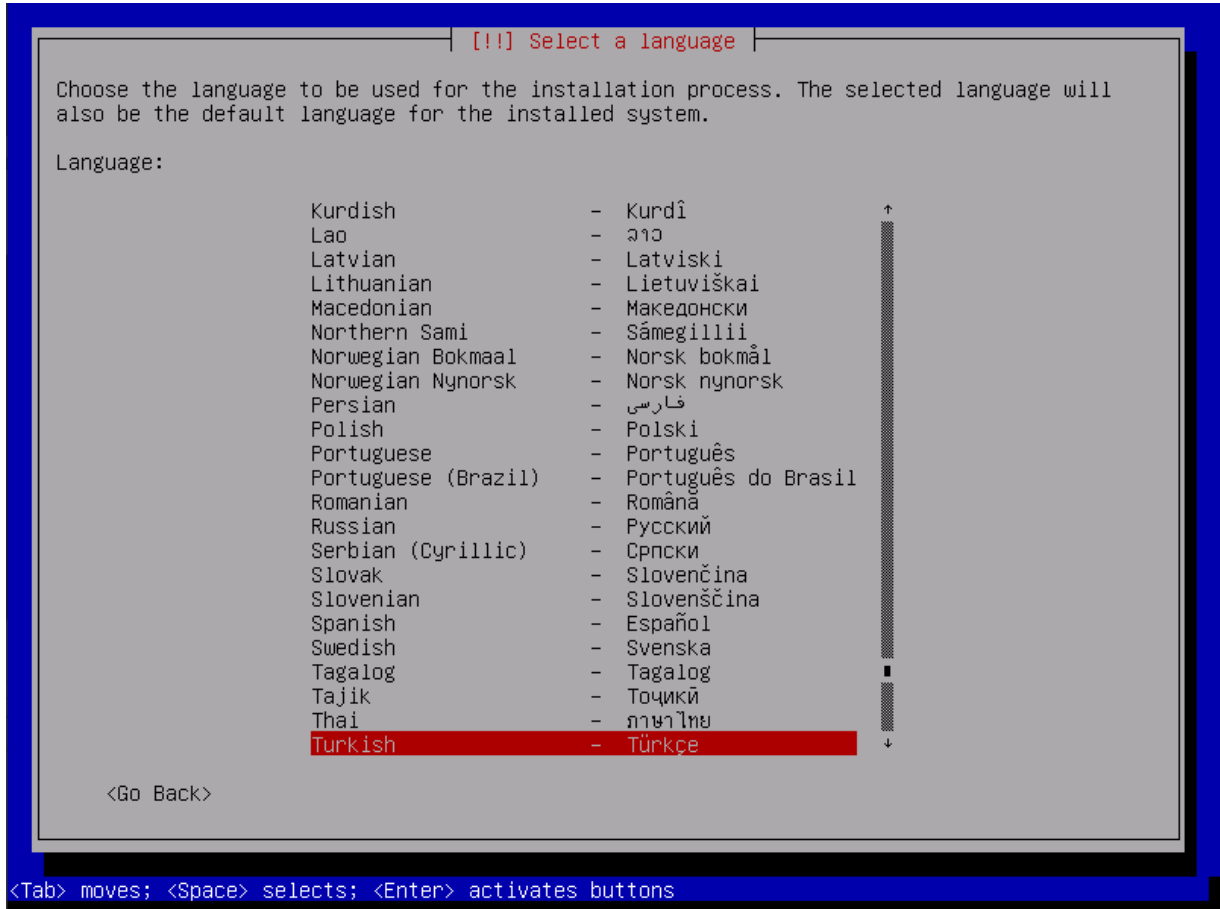 [!!] Select a language
Choose the language to be used for the installation process. The selected language will
also be the default language for the installed system.
Language:
Kurdish - Kurdî
Lao - ລາວ
Latvian - Latviski
Lithuanian - Lietuviškai
Macedonian - Македонски
Northern Sami - Sámegillii
Norwegian Bokmaal - Norsk bokmål
Norwegian Nynorsk - Norsk nynorsk
Persian - فارسی
Polish - Polski
Portuguese - Português
Portuguese (Brazil) - Português do Brasil
Romanian - Română
Russian - Русский
Serbian (Cyrillic) - Српски
Slovak - Slovenčina
Slovenian - Slovenščina
Spanish - Español
Swedish - Svenska
Tagalog - Tagalog
Tajik - Тоҷикӣ
Thai - ภาษาไทย
Turkish - Türkçe
<Go Back>
<Tab> moves; <Space> selects; <Enter> activates buttons